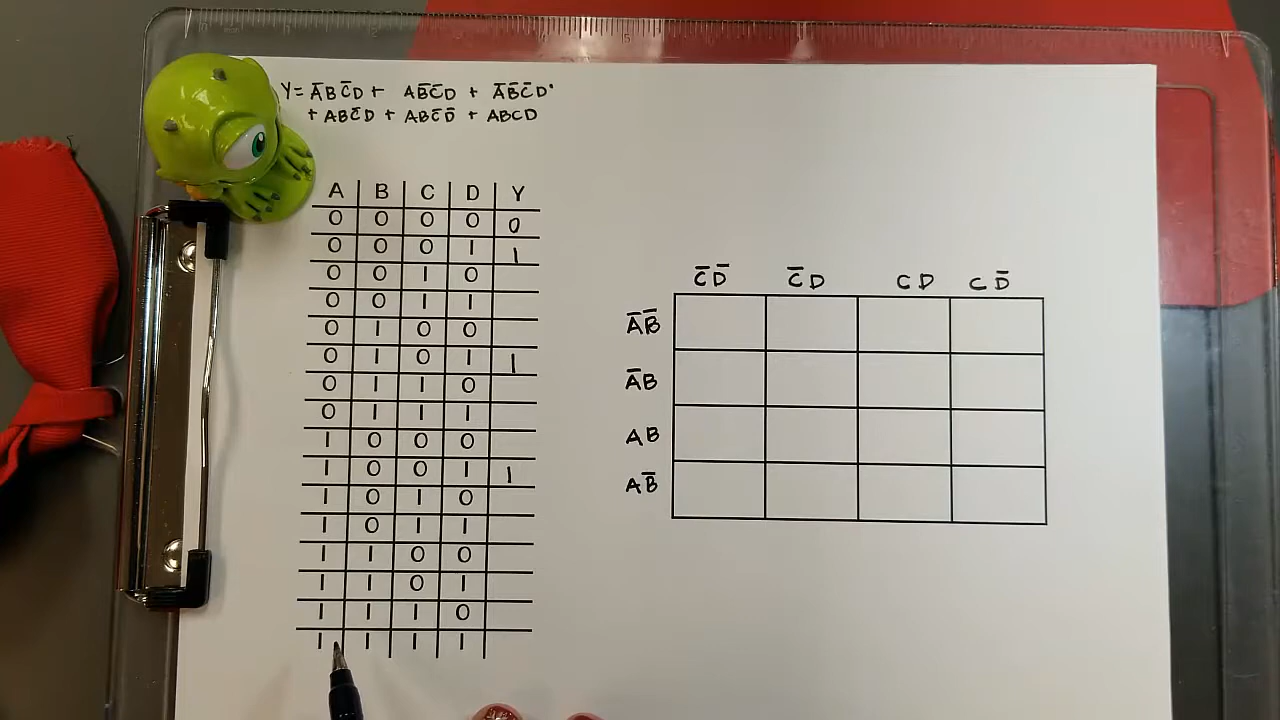 Y = A̅BC̅D + AB̅C̅D + A̅B̅C̅D
+ ABC̅D + ABC̅D̅ + ABCD
A B C D Y
0 0 0 0 0
0 0 0 1 1
0 0 1 0
0 0 1 1
0 1 0 0
0 1 0 1 1
0 1 1 0
0 1 1 1
1 0 0 0
1 0 0 1 1
1 0 1 0
1 0 1 1
1 1 0 0
1 1 0 1
1 1 1 0
1 1 1 1
C̅D̅ C̅D CD CD̅
A̅B̅
A̅B
AB
AB̅